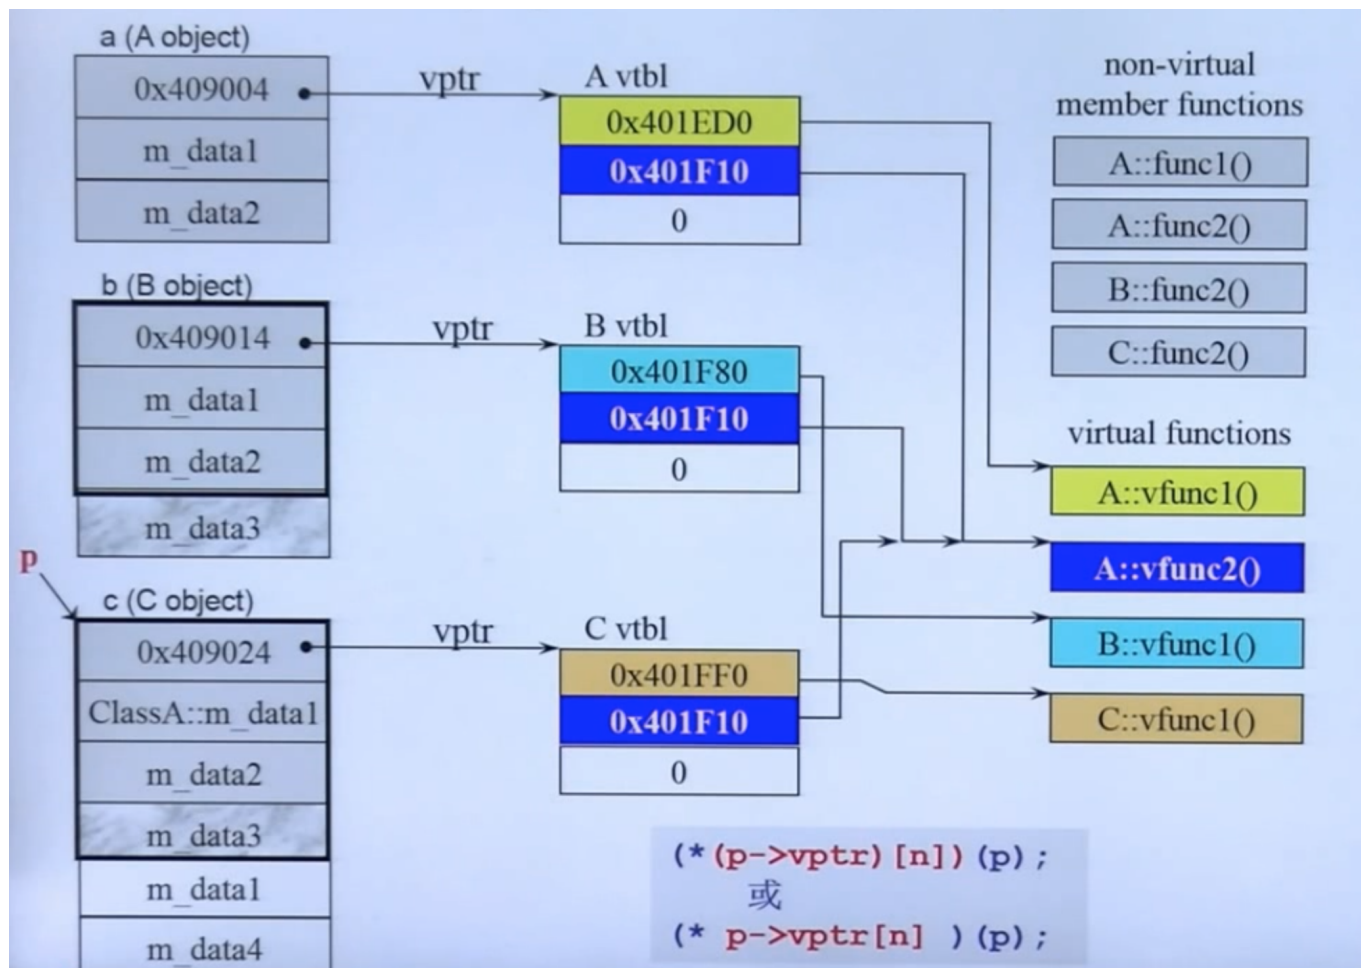 a (A object)
0x409004
m_data1
m_data2
vptr
A vtbl
0x401ED0
0x401F10
0
b (B object)
0x409014
m_data1
m_data2
m_data3
vptr
B vtbl
0x401F80
0x401F10
0
p
c (C object)
0x409024
ClassA::m_data1
m_data2
m_data3
m_data1
m_data4
vptr
C vtbl
0x401FF0
0x401F10
0
non-virtual
member functions
A::func1()
A::func2()
B::func2()
C::func2()
virtual functions
A::vfunc1()
A::vfunc2()
B::vfunc1()
C::vfunc1()
(*(p->vptr)[n])(p);
或
(* p->vptr[n] )(p);